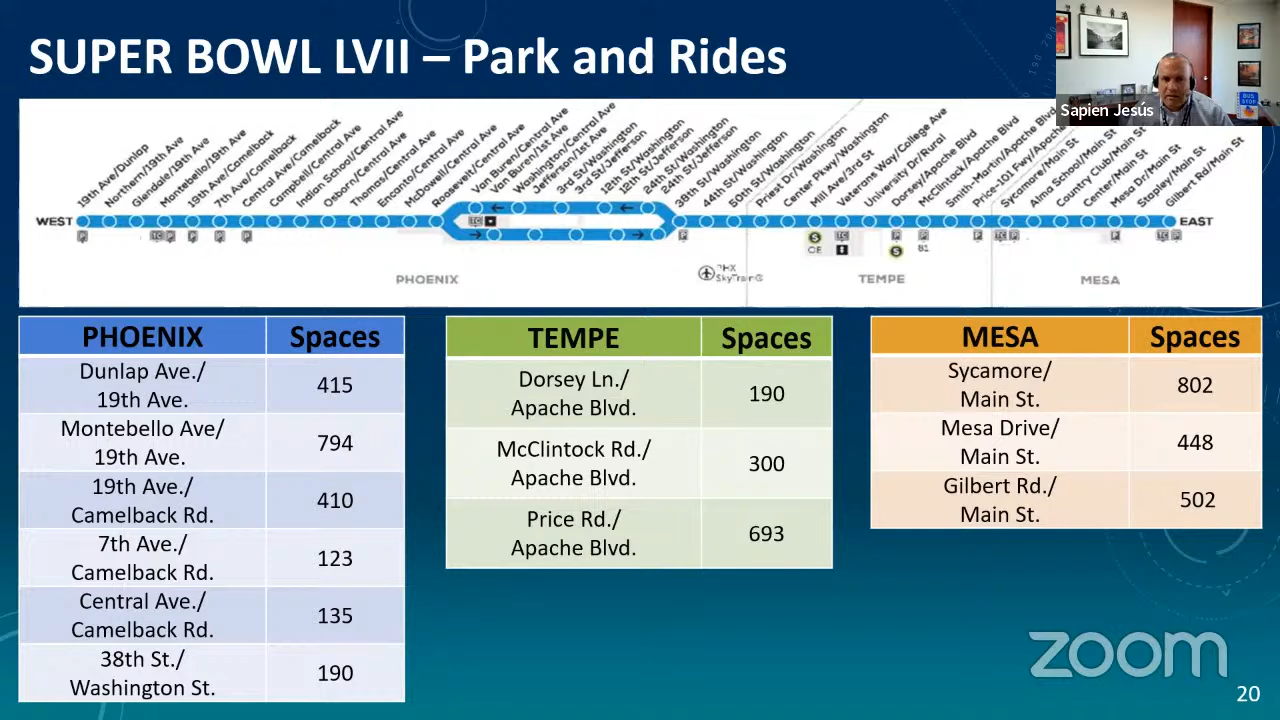 SUPER BOWL LVII – Park and Rides
Sapien Jesús
BUS
STOP
19th Ave/Dunlap
Northern/19th Ave
Glendale/19th Ave
Montebello/19th Ave
19th Ave/Camelback
7th Ave/Camelback
Central Ave/Camelback
Campbell/Central Ave
Indian School/Central Ave
Osborn/Central Ave
Thomas/Central Ave
Encanto/Central Ave
McDowell/Central Ave
Roosevelt/Central Ave
Van Buren/Central Ave
Van Buren/1st Ave
Washington/Central Ave
Jefferson/1st Ave
3rd St/Washington
3rd St/Jefferson
12th St/Washington
12th St/Jefferson
24th St/Washington
24th St/Jefferson
38th St/Washington
44th St/Washington
50th St/Washington
Priest Dr/Washington
Center Pkwy/Washington
Mill Ave/3rd St
Veterans Way/College Ave
University Dr/Rural
Dorsey/Apache Blvd
McClintock/Apache Blvd
Smith-Martin/Apache Blvd
Price-101 Fwy/Apache
Sycamore/Main St
Alma School/Main St
Country Club/Main St
Center/Main St
Mesa Dr/Main St
Stapley/Main St
Gilbert Rd/Main St
WEST
EAST
PHOENIX
PHX
SkyTrain®
TEMPE
MESA
PHOENIX Spaces
Dunlap Ave./
19th Ave.
415
Montebello Ave/
19th Ave.
794
19th Ave./
Camelback Rd.
410
7th Ave./
Camelback Rd.
123
Central Ave./
Camelback Rd.
135
38th St./
Washington St.
190
TEMPE Spaces
Dorsey Ln./
Apache Blvd.
190
McClintock Rd./
Apache Blvd.
300
Price Rd./
Apache Blvd.
693
MESA Spaces
Sycamore/
Main St.
802
Mesa Drive/
Main St.
448
Gilbert Rd./
Main St.
502
zoom
20